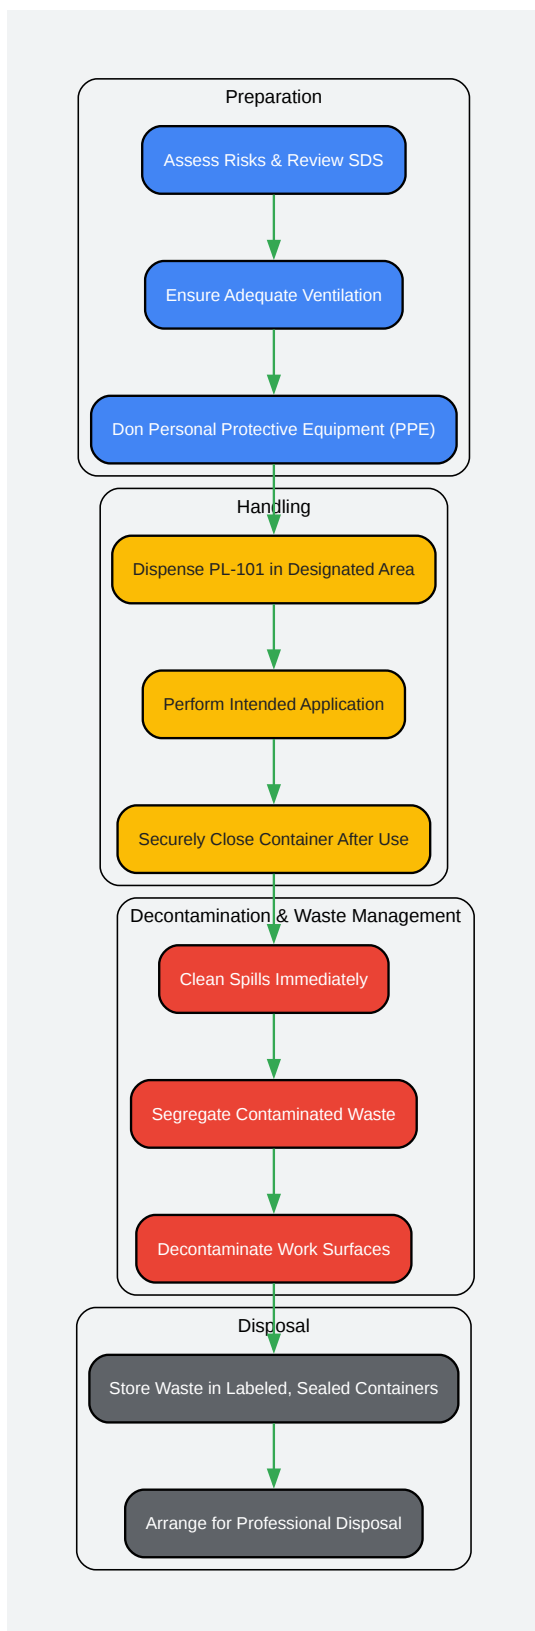 Preparation
Assess Risks & Review SDS
Ensure Adequate Ventilation
Don Personal Protective Equipment (PPE)
Handling
Dispense PL-101 in Designated Area
Perform Intended Application
Securely Close Container After Use
Decontamination & Waste Management
Clean Spills Immediately
Segregate Contaminated Waste
Decontaminate Work Surfaces
Disposal
Store Waste in Labeled, Sealed Containers
Arrange for Professional Disposal